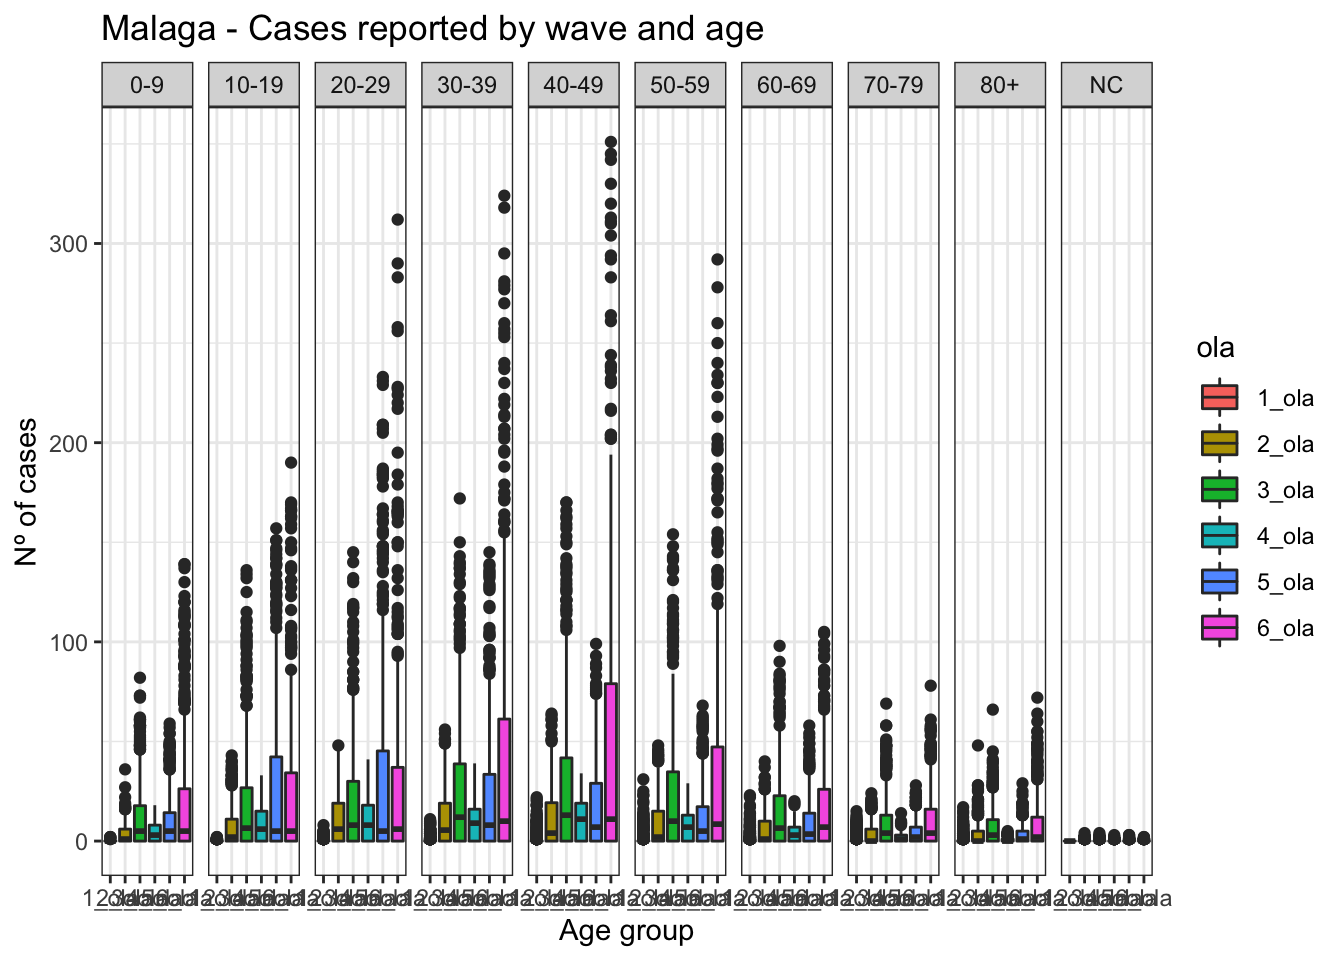 Malaga - Cases reported by wave and age
0-9 10-19 20-29 30-39 40-49 50-59 60-69 70-79 80+ NC
300
200
100
0
Nº of cases
Age group
ola
1_ola
2_ola
3_ola
4_ola
5_ola
6_ola